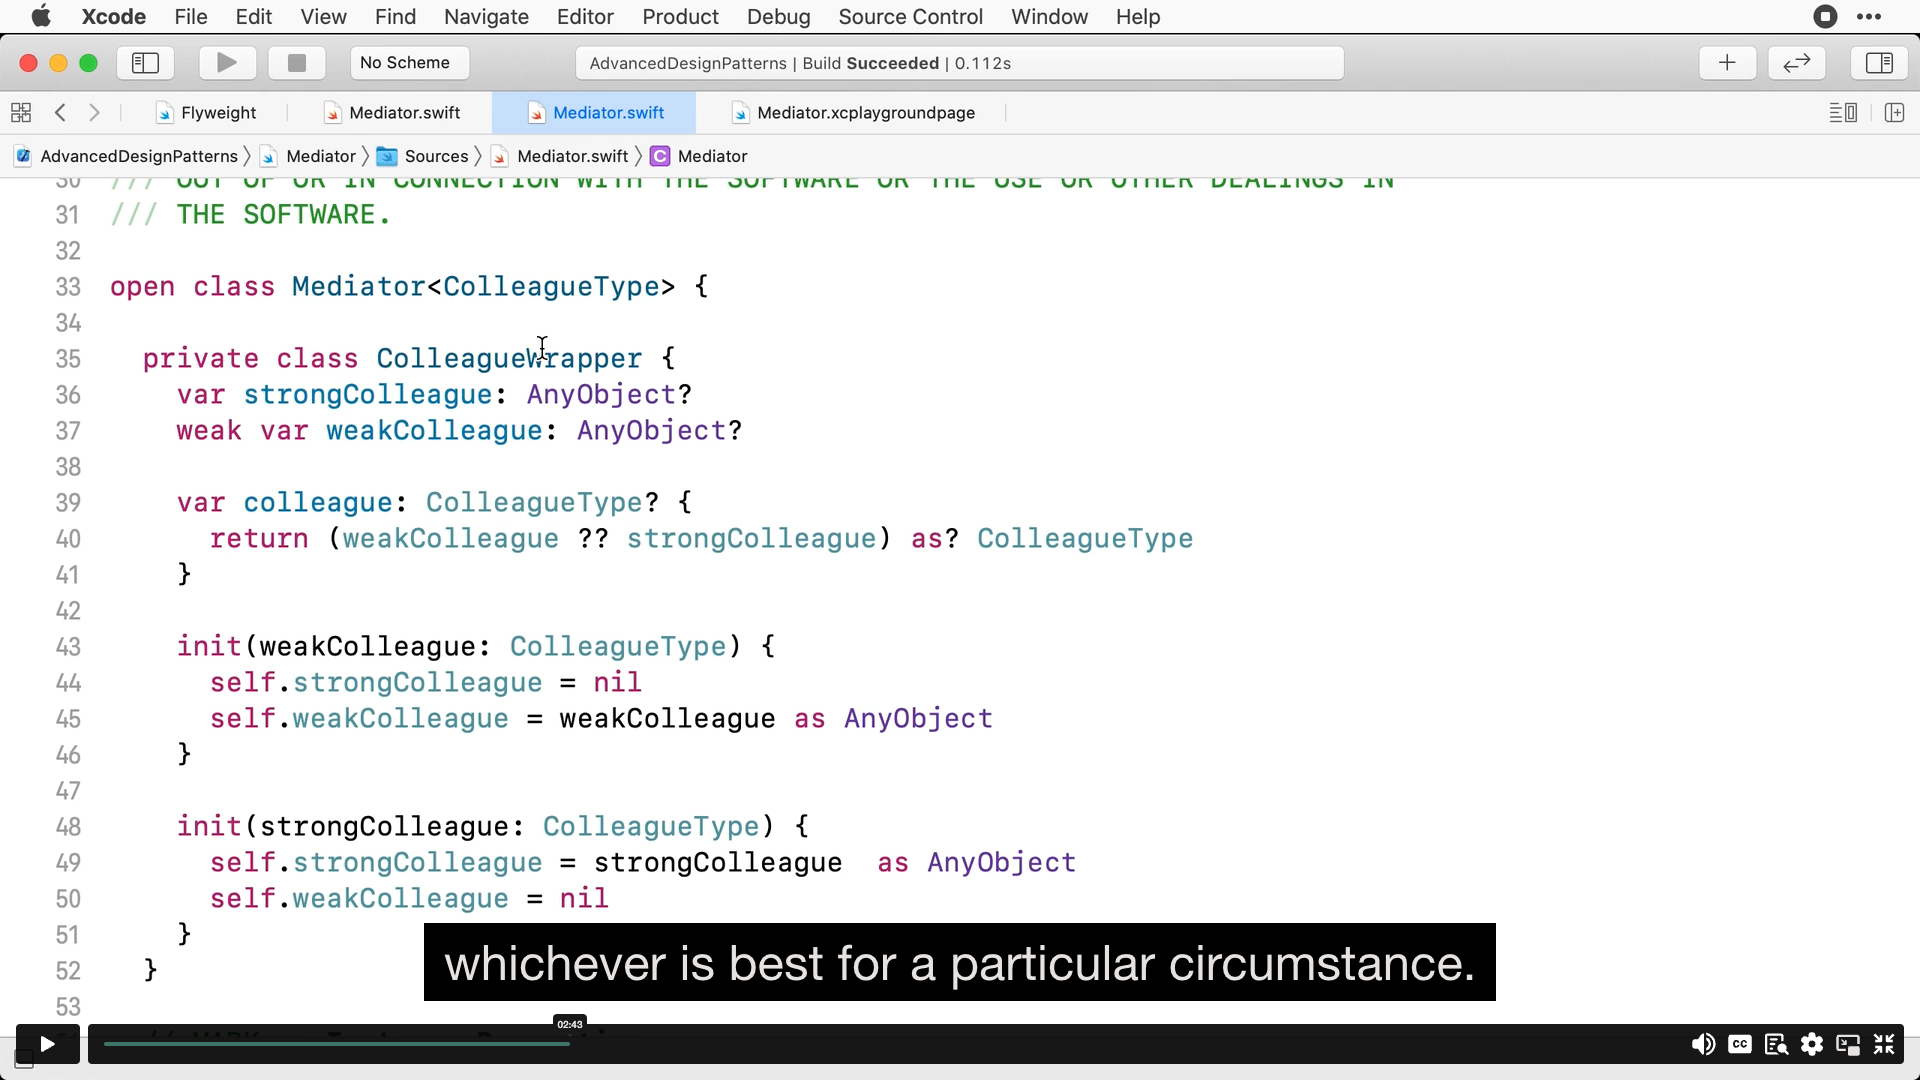 Xcode File Edit View Find Navigate Editor Product Debug Source Control Window Help
No Scheme AdvancedDesignPatterns | Build Succeeded | 0.112s
Flyweight Mediator.swift Mediator.swift Mediator.xcplaygroundpage
AdvancedDesignPatterns Mediator Sources Mediator.swift C Mediator
30 /// OUT OF OR IN CONNECTION WITH THE SOFTWARE OR THE USE OR OTHER DEALINGS IN
31 /// THE SOFTWARE.
32
33 open class Mediator<ColleagueType> {
34
35 private class ColleagueWrapper {
36 var strongColleague: AnyObject?
37 weak var weakColleague: AnyObject?
38
39 var colleague: ColleagueType? {
40 return (weakColleague ?? strongColleague) as? ColleagueType
41 }
42
43 init(weakColleague: ColleagueType) {
44 self.strongColleague = nil
45 self.weakColleague = weakColleague as AnyObject
46 }
47
48 init(strongColleague: ColleagueType) {
49 self.strongColleague = strongColleague  as AnyObject
50 self.weakColleague = nil
51 }
52 }
53
whichever is best for a particular circumstance.
02:43
CC